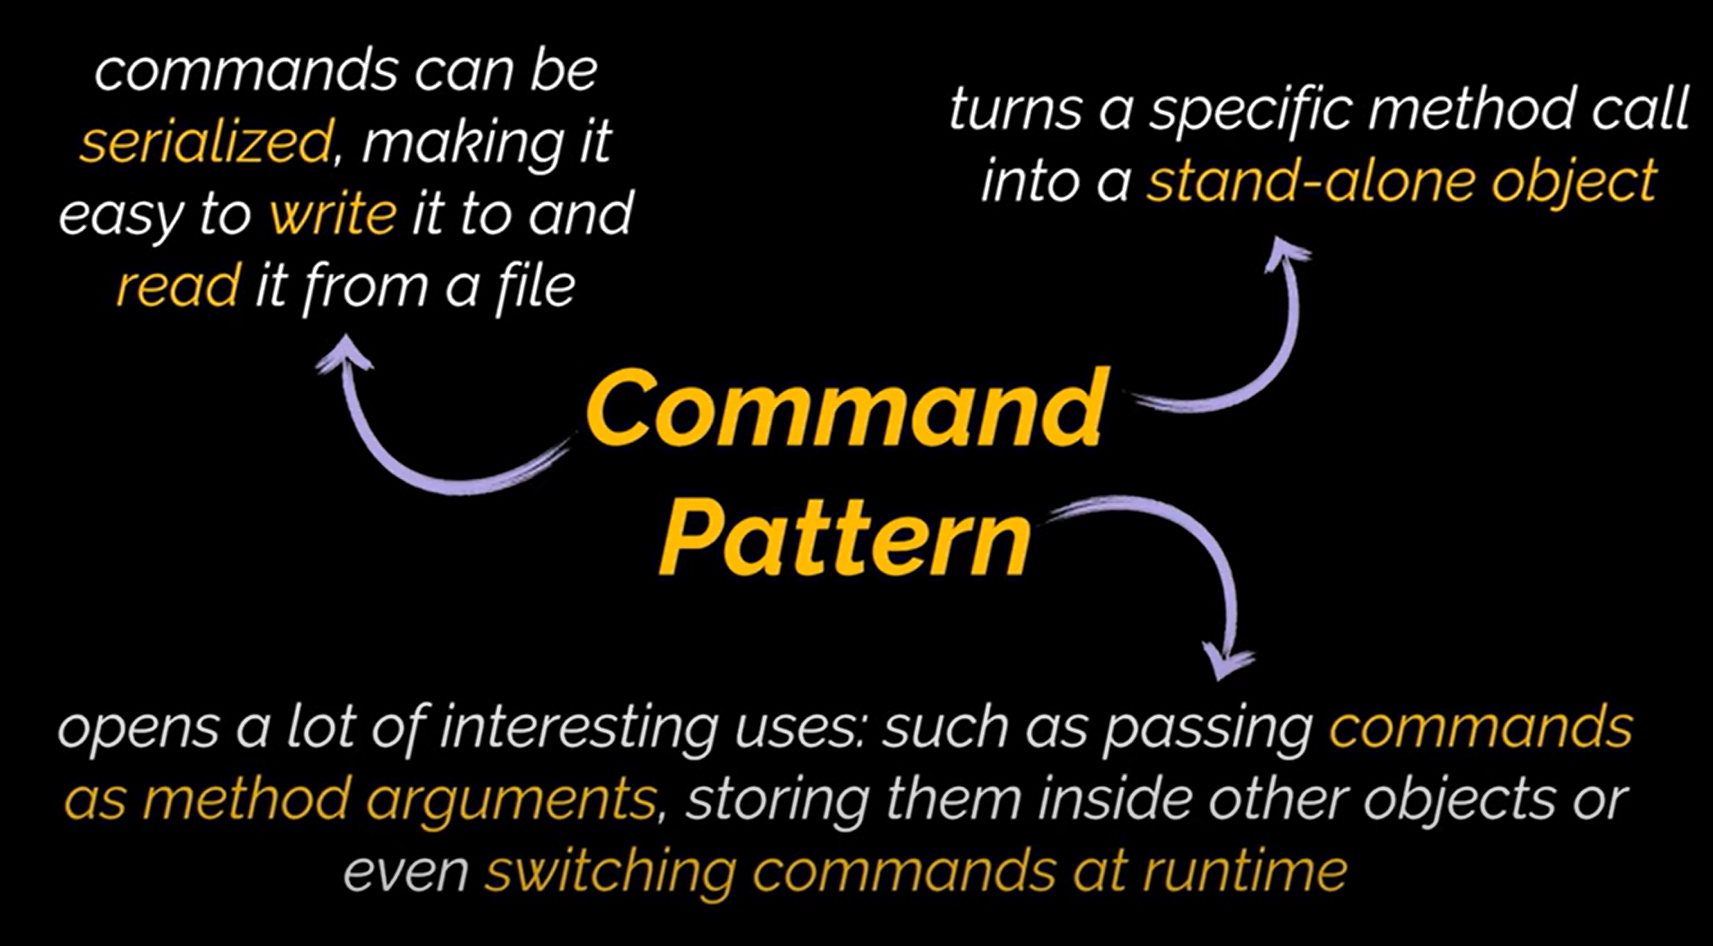 commands can be
serialized, making it
easy to write it to and
read it from a file
turns a specific method call
into a stand-alone object
Command
Pattern
opens a lot of interesting uses: such as passing commands
as method arguments, storing them inside other objects or
even switching commands at runtime